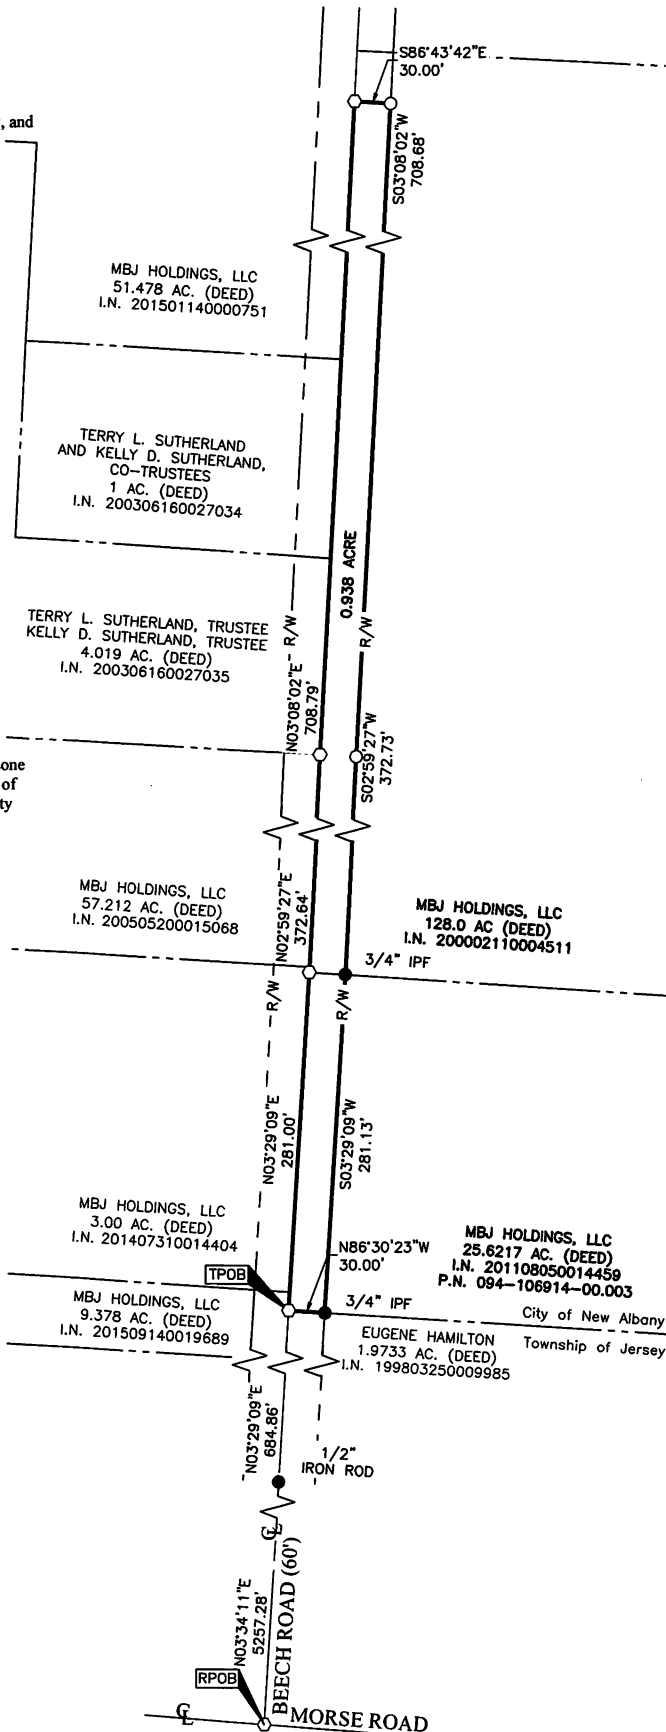 S86°43'42"E
30.00'
, and
S03°08'02"W
708.68'
MBJ HOLDINGS, LLC
51.478 AC. (DEED)
I.N. 201501140000751
TERRY L. SUTHERLAND
AND KELLY D. SUTHERLAND,
CO-TRUSTEES
1 AC. (DEED)
I.N. 200306160027034
0.938 ACRE
TERRY L. SUTHERLAND, TRUSTEE
KELLY D. SUTHERLAND, TRUSTEE
4.019 AC. (DEED)
I.N. 200306160027035
R/W
R/W
N03°08'02"E
708.79'
S02°59'27"W
372.73'
one
of
ty
MBJ HOLDINGS, LLC
57.212 AC. (DEED)
I.N. 200505200015068
N02°59'27"E
372.64'
MBJ HOLDINGS, LLC
128.0 AC (DEED)
I.N. 200002110004511
3/4" IPF
R/W
R/W
N03°29'09"E
281.00'
S03°29'09"W
281.13'
MBJ HOLDINGS, LLC
3.00 AC. (DEED)
I.N. 201407310014404
N86°30'23"W
30.00'
MBJ HOLDINGS, LLC
25.6217 AC. (DEED)
I.N. 201108050014459
P.N. 094-106914-00.003
TPOB
MBJ HOLDINGS, LLC
9.378 AC. (DEED)
I.N. 201509140019689
3/4" IPF
City of New Albany
Township of Jersey
EUGENE HAMILTON
1.9733 AC. (DEED)
I.N. 199803250009985
N03°29'09"E
684.86'
1/2"
IRON ROD
CL
N03°34'11"E
5257.28'
BEECH ROAD (60')
RPOB
CL
MORSE ROAD